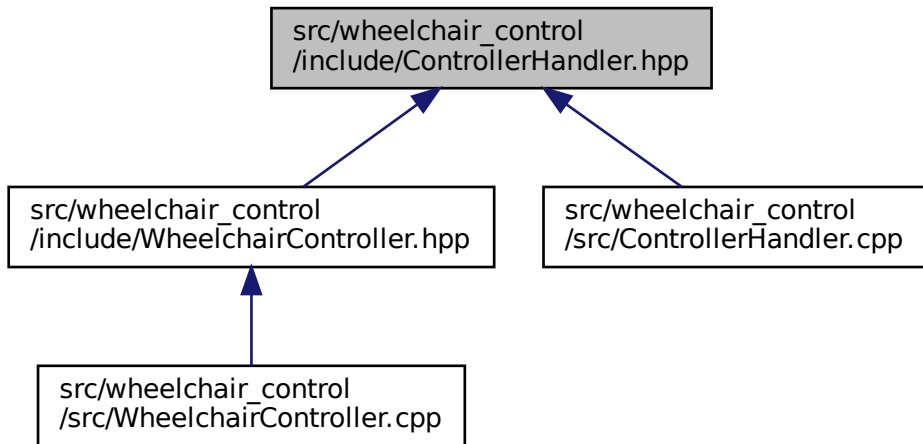 src/wheelchair_control
/include/ControllerHandler.hpp
src/wheelchair_control
/include/WheelchairController.hpp
src/wheelchair_control
/src/ControllerHandler.cpp
src/wheelchair_control
/src/WheelchairController.cpp